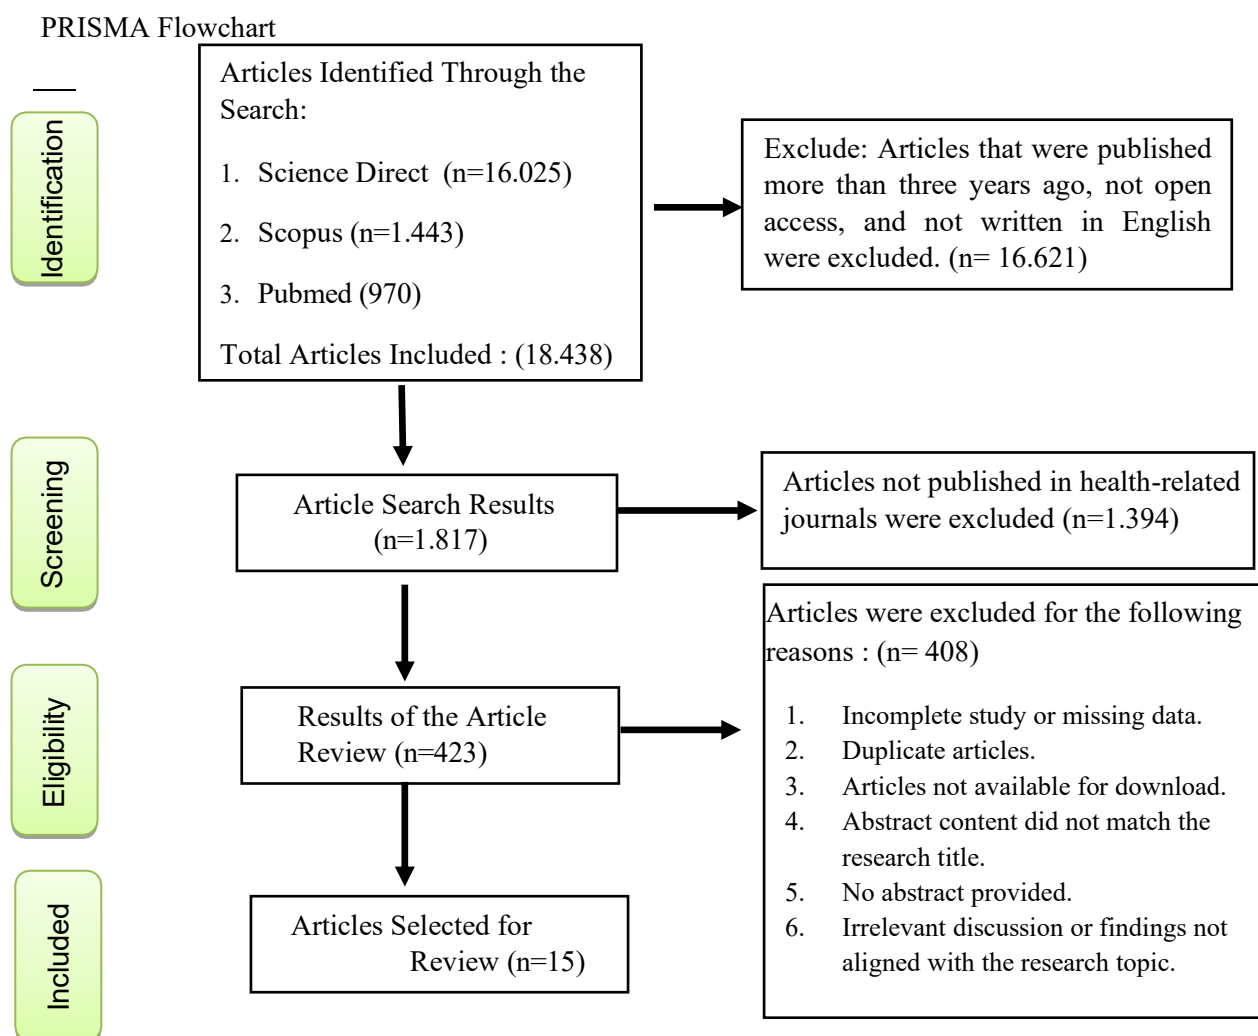 PRISMA Flowchart
Identification
Articles Identified Through the
Search:
1. Science Direct (n=16.025)
2. Scopus (n=1.443)
3. Pubmed (970)
Total Articles Included : (18.438)
Exclude: Articles that were published
more than three years ago, not open
access, and not written in English
were excluded. (n= 16.621)
Screening
Article Search Results
(n=1.817)
Articles not published in health-related
journals were excluded (n=1.394)
Eligibility
Results of the Article
Review (n=423)
Articles were excluded for the following
reasons : (n= 408)
1. Incomplete study or missing data.
2. Duplicate articles.
3. Articles not available for download.
4. Abstract content did not match the
research title.
5. No abstract provided.
6. Irrelevant discussion or findings not
aligned with the research topic.
Included
Articles Selected for
Review (n=15)